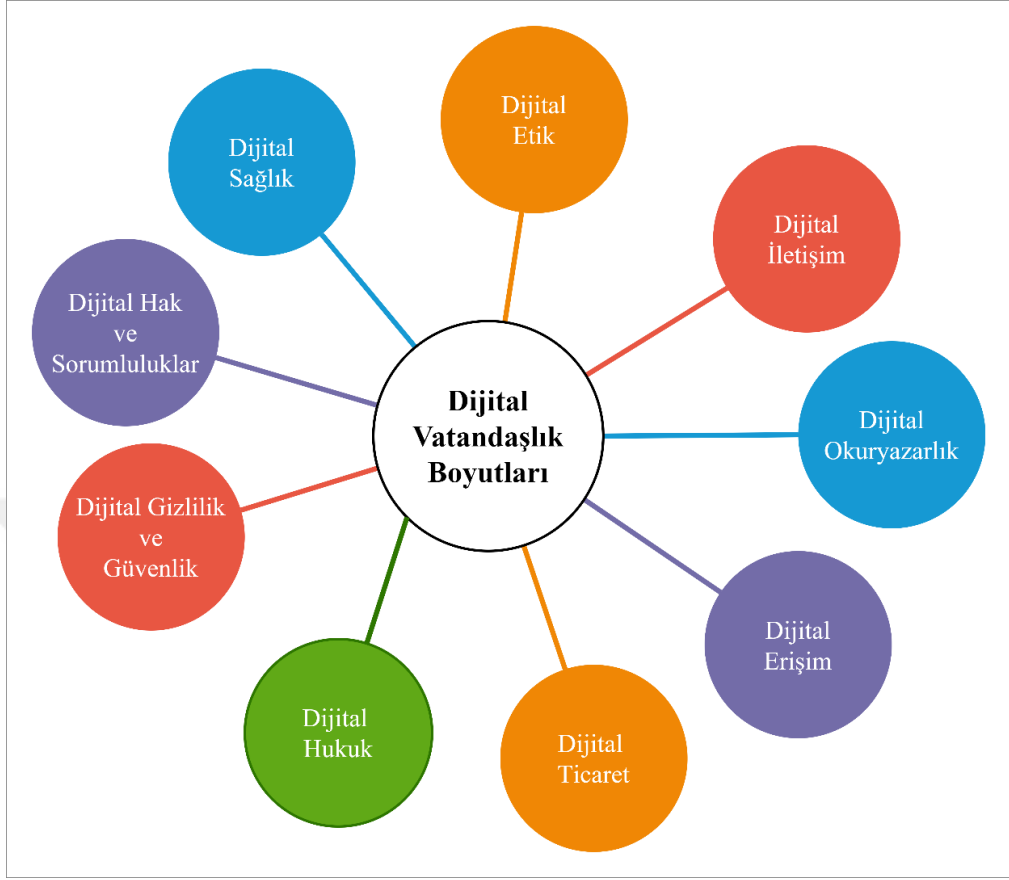 Dijital
Etik
Dijital
Sağlık
Dijital
İletişim
Dijital Hak
ve
Sorumluluklar
Dijital
Vatandaşlık
Boyutları
Dijital
Okuryazarlık
Dijital Gizlilik
ve
Güvenlik
Dijital
Erişim
Dijital
Hukuk
Dijital
Ticaret